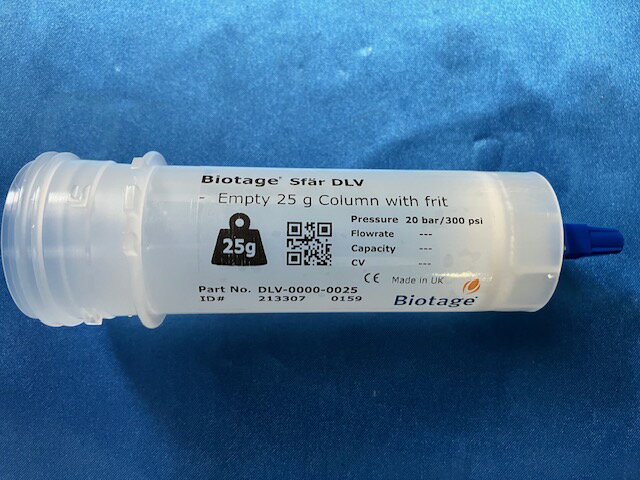 Biotage® Sfär DLV
- Empty 25 g Column with frit
25g
Pressure 20 bar/300 psi
Flowrate ---
Capacity ---
CV ---
CE Made in UK
Part No. DLV-0000-0025
ID# 213307 0159
Biotage®